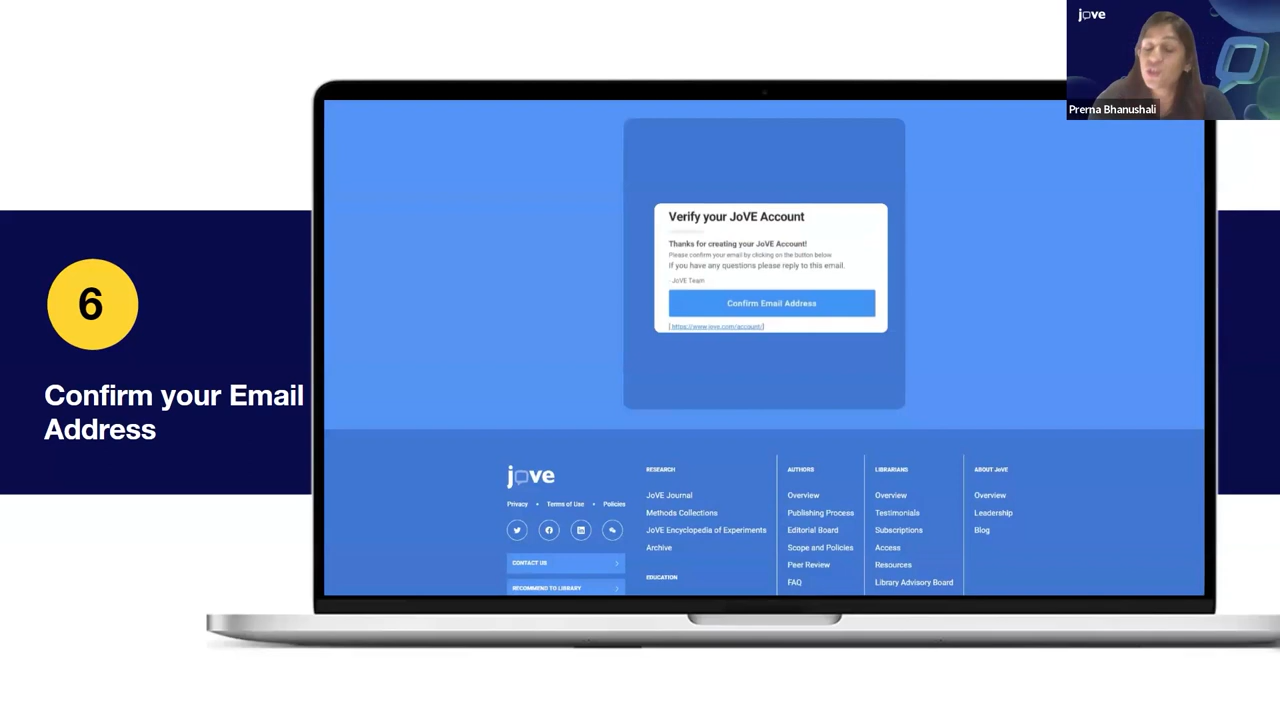 jove
Prerna Bhanushali
6
Confirm your Email
Address
Verify your JoVE Account
Thanks for creating your JoVE Account!
Please confirm your email by clicking on the button below.
If you have any questions please reply to this email.
- JoVE Team
Confirm Email Address
[ https://www.jove.com/account/]
jove
Privacy • Terms of Use • Policies
CONTACT US
RECOMMEND TO LIBRARY
RESEARCH
JoVE Journal
Methods Collections
JoVE Encyclopedia of Experiments
Archive
EDUCATION
AUTHORS
Overview
Publishing Process
Editorial Board
Scope and Policies
Peer Review
FAQ
LIBRARIANS
Overview
Testimonials
Subscriptions
Access
Resources
Library Advisory Board
ABOUT JoVE
Overview
Leadership
Blog